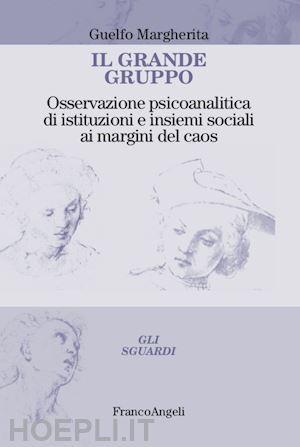 Guelfo Margherita
IL GRANDE
GRUPPO
Osservazione psicoanalitica
di istituzioni e insiemi sociali
ai margini del caos
GLI
SGUARDI
FrancoAngeli
HOEPLI.IT